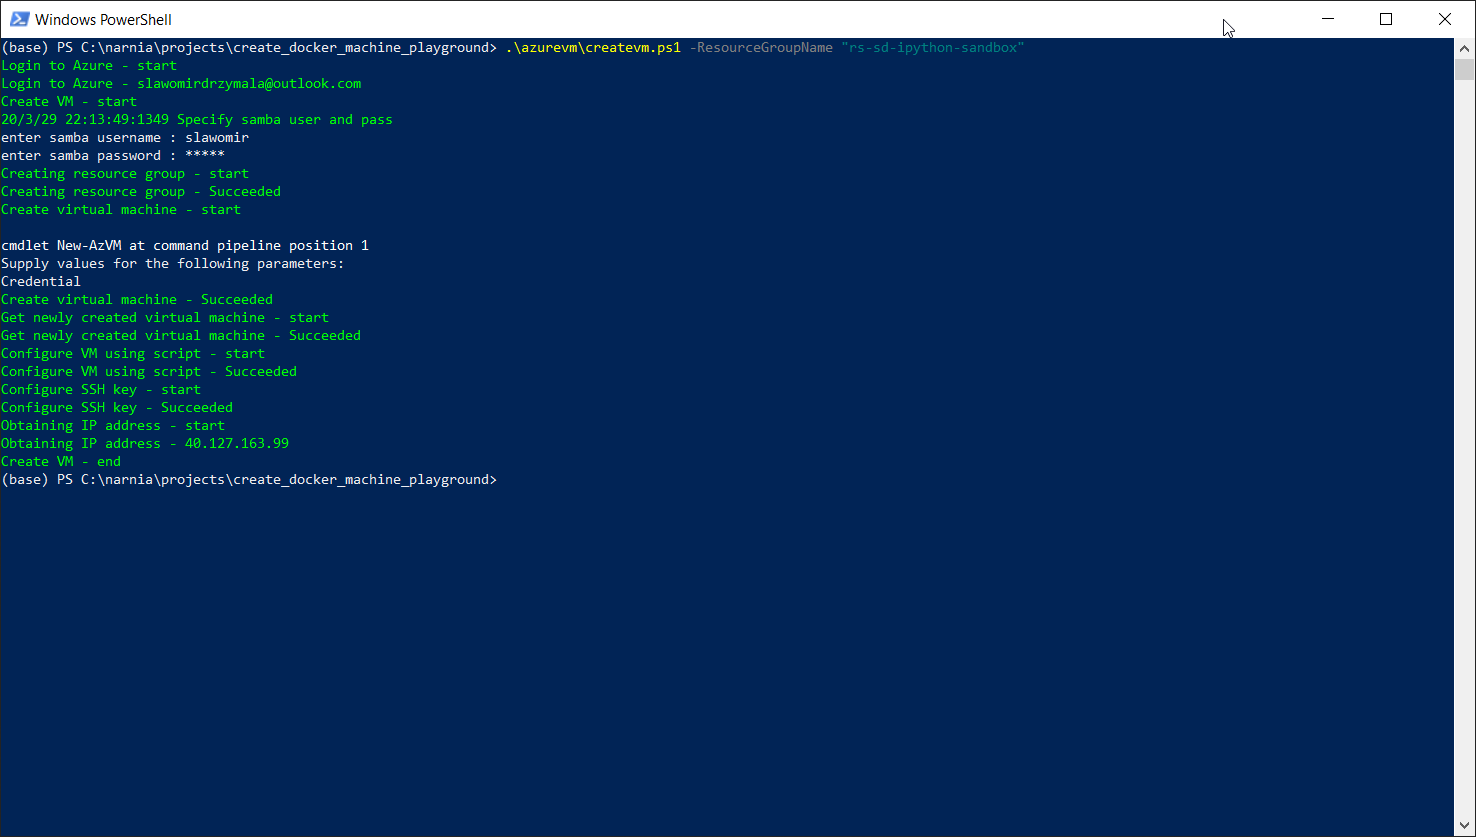 Windows PowerShell
(base) PS C:\narnia\projects\create_docker_machine_playground> .\azurevm\createvm.ps1 -ResourceGroupName "rs-sd-ipython-sandbox"
Login to Azure - start
Login to Azure - slawomirdrzymala@outlook.com
Create VM - start
20/3/29 22:13:49:1349 Specify samba user and pass
enter samba username : slawomir
enter samba password : *****
Creating resource group - start
Creating resource group - Succeeded
Create virtual machine - start
cmdlet New-AzVM at command pipeline position 1
Supply values for the following parameters:
Credential
Create virtual machine - Succeeded
Get newly created virtual machine - start
Get newly created virtual machine - Succeeded
Configure VM using script - start
Configure VM using script - Succeeded
Configure SSH key - start
Configure SSH key - Succeeded
Obtaining IP address - start
Obtaining IP address - 40.127.163.99
Create VM - end
(base) PS C:\narnia\projects\create_docker_machine_playground>